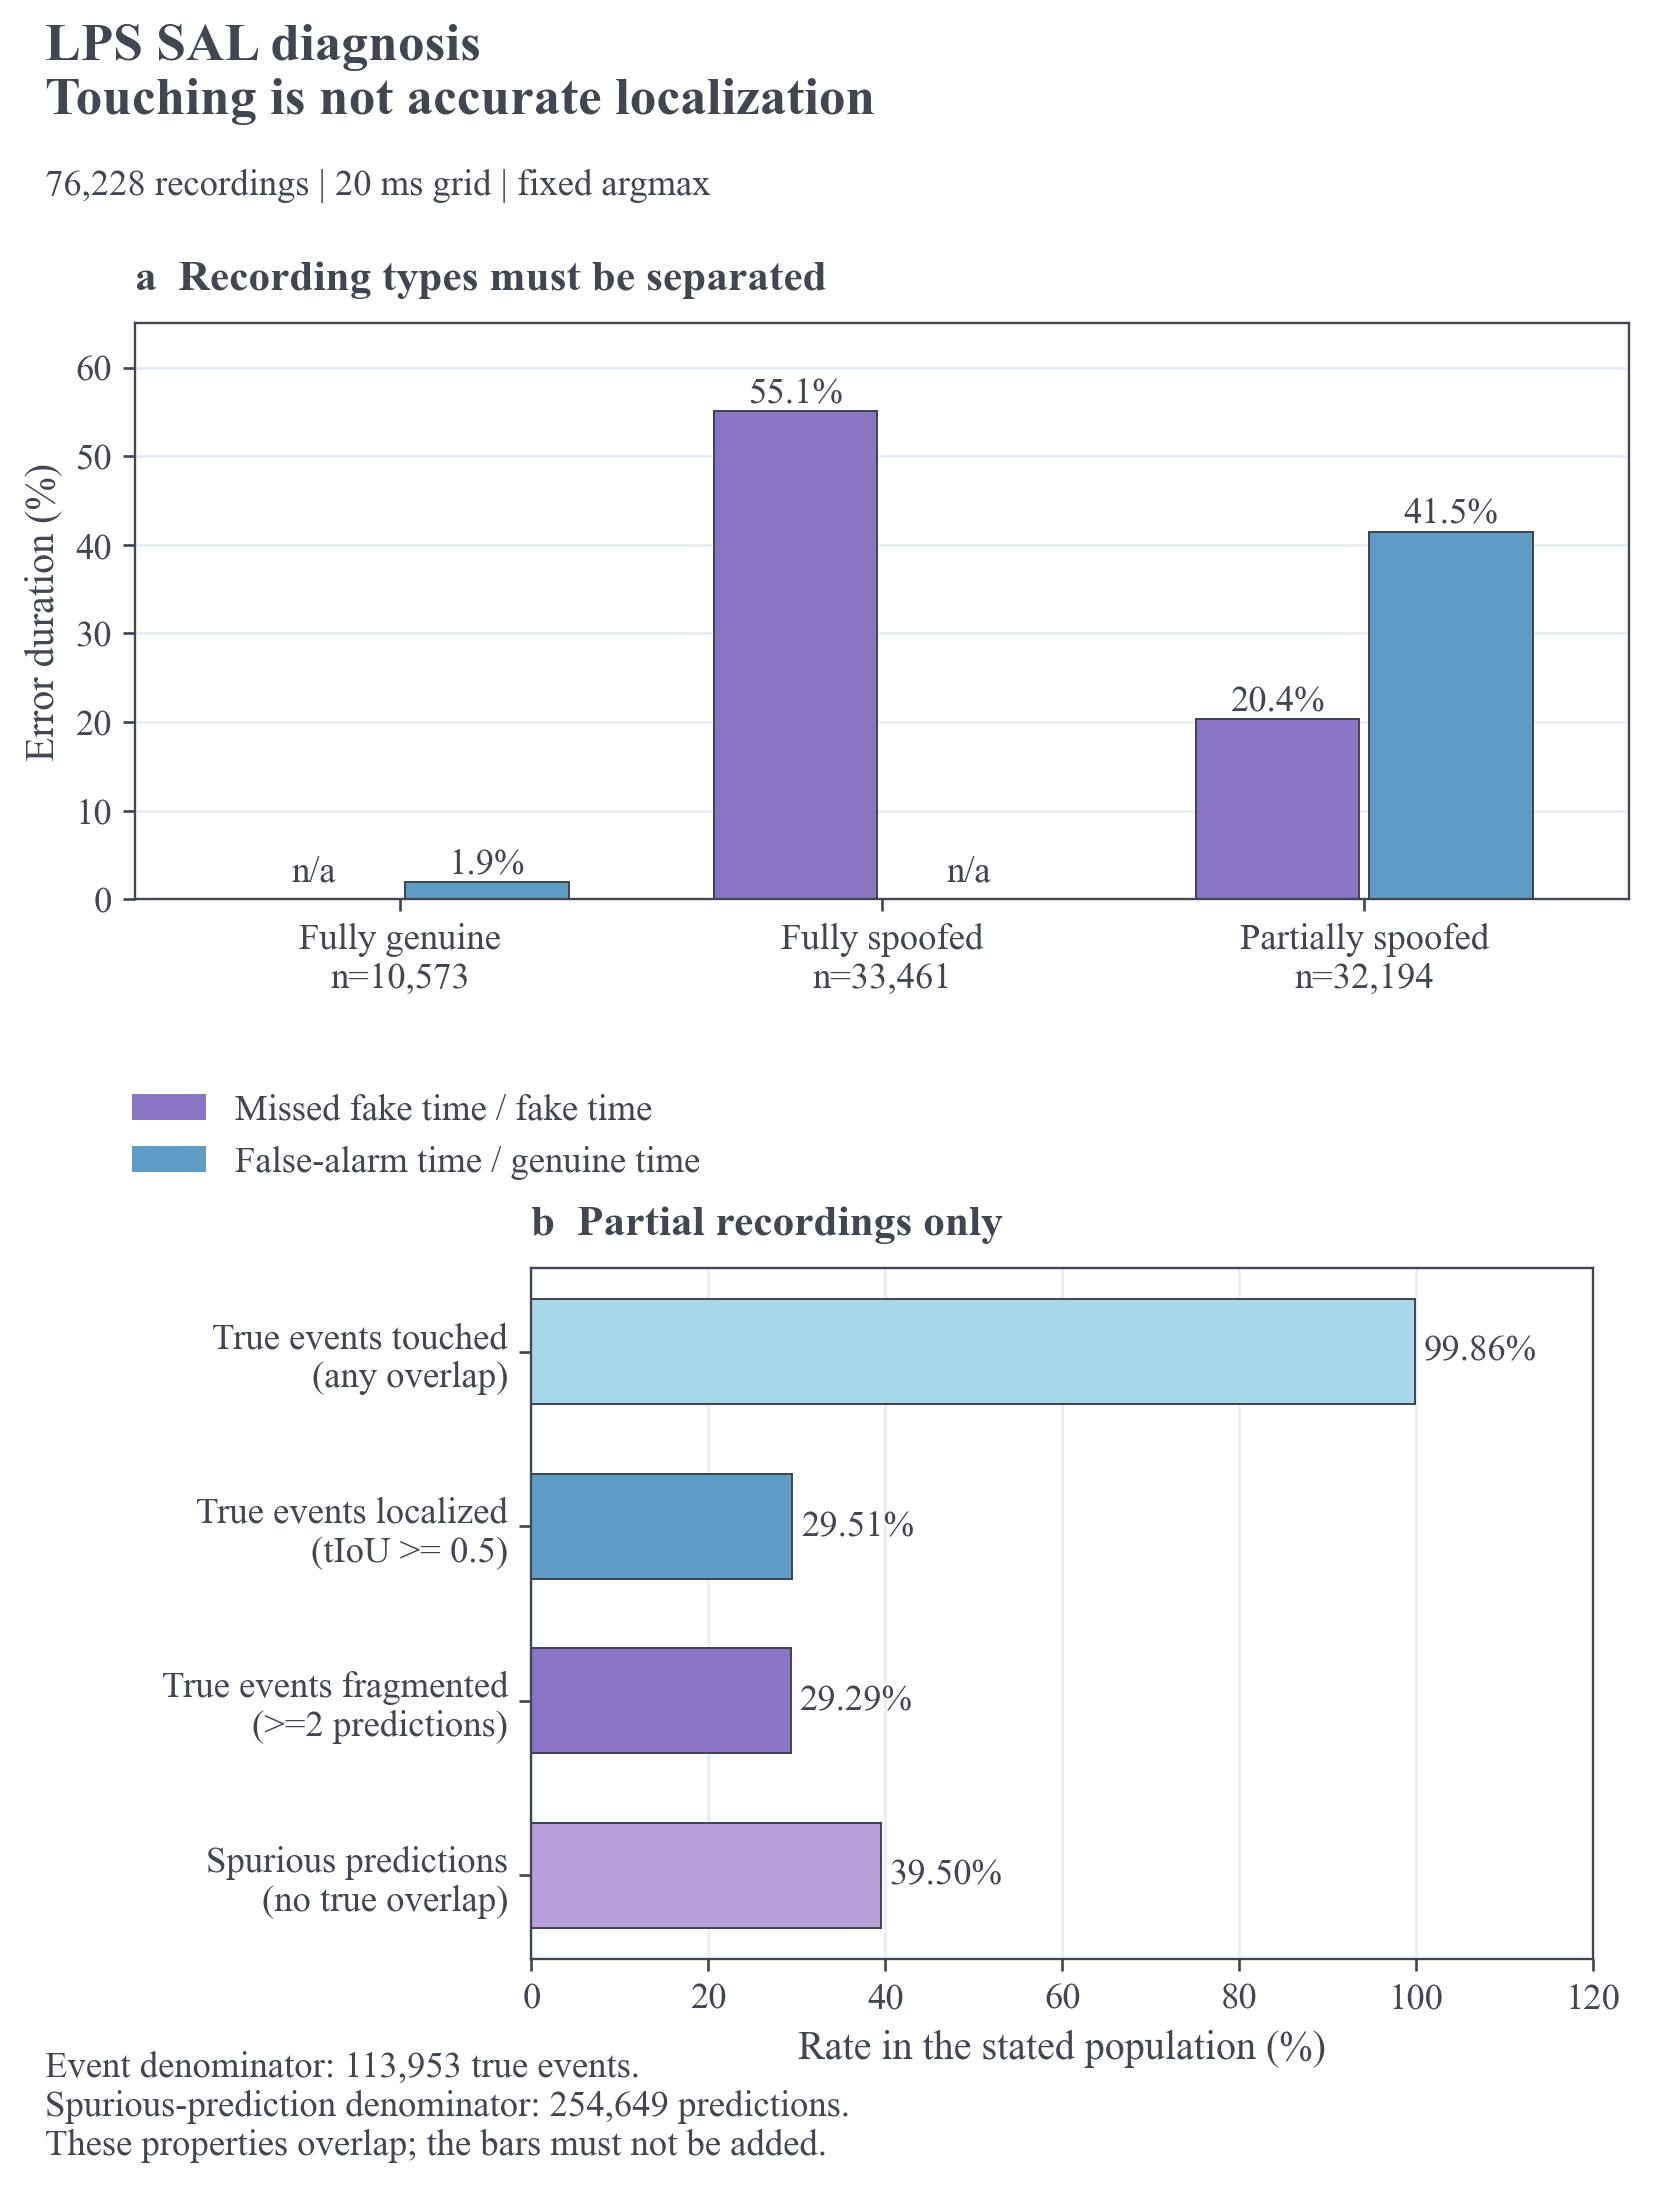 LPS SAL diagnosis
Touching is not accurate localization
76,228 recordings | 20 ms grid | fixed argmax
a Recording types must be separated
Error duration (%)
60
50
40
30
20
10
0
n/a
1.9%
55.1%
n/a
20.4%
41.5%
Fully genuine
n=10,573
Fully spoofed
n=33,461
Partially spoofed
n=32,194
Missed fake time / fake time
False-alarm time / genuine time
b Partial recordings only
True events touched
(any overlap)
99.86%
True events localized
(tIoU >= 0.5)
29.51%
True events fragmented
(>=2 predictions)
29.29%
Spurious predictions
(no true overlap)
39.50%
0 20 40 60 80 100 120
Rate in the stated population (%)
Event denominator: 113,953 true events.
Spurious-prediction denominator: 254,649 predictions.
These properties overlap; the bars must not be added.